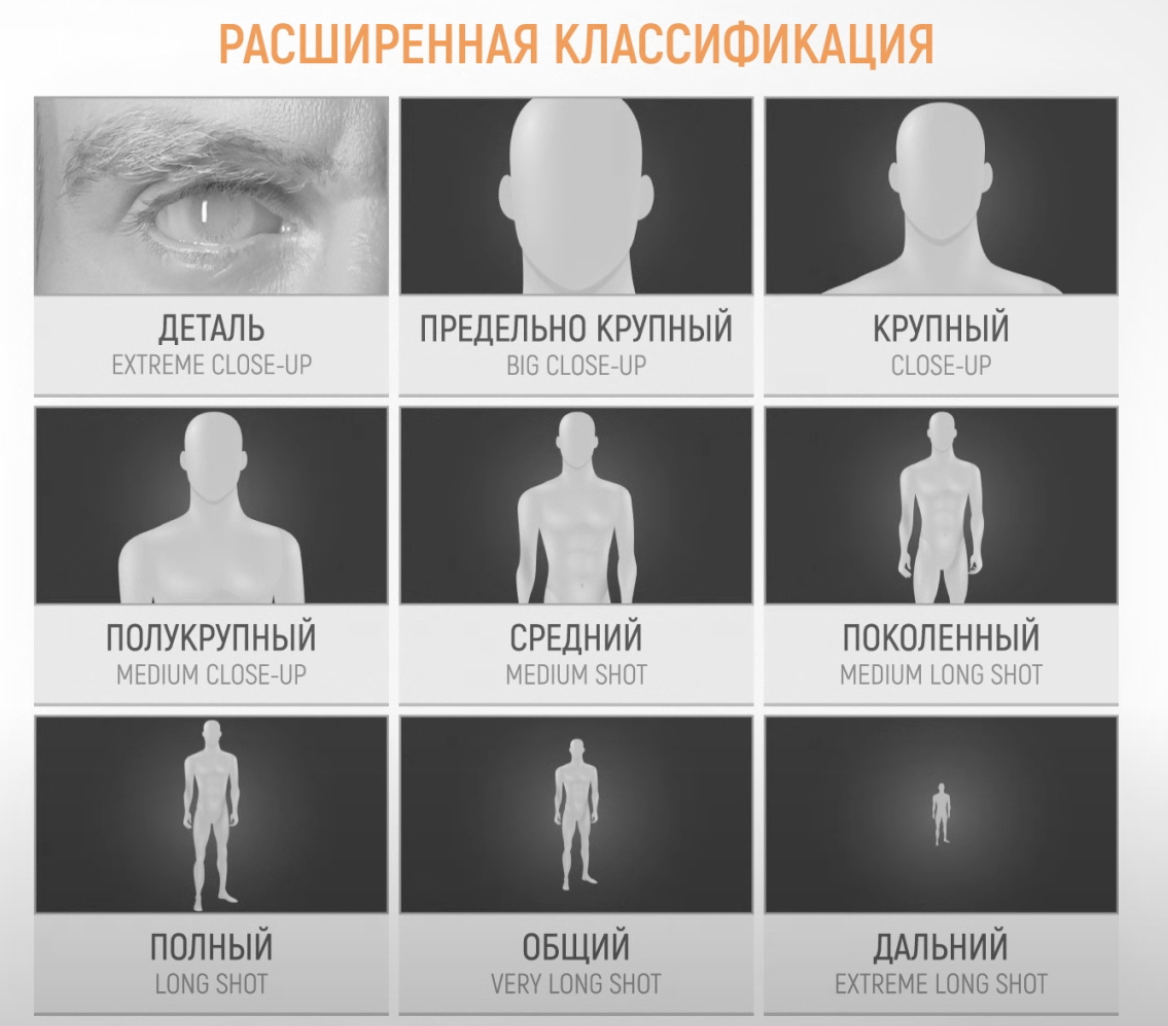 РАСШИРЕННАЯ КЛАССИФИКАЦИЯ
ДЕТАЛЬ
EXTREME CLOSE-UP
ПРЕДЕЛЬНО КРУПНЫЙ
BIG CLOSE-UP
КРУПНЫЙ
CLOSE-UP
ПОЛУКРУПНЫЙ
MEDIUM CLOSE-UP
СРЕДНИЙ
MEDIUM SHOT
ПОКОЛЕННЫЙ
MEDIUM LONG SHOT
ПОЛНЫЙ
LONG SHOT
ОБЩИЙ
VERY LONG SHOT
ДАЛЬНИЙ
EXTREME LONG SHOT